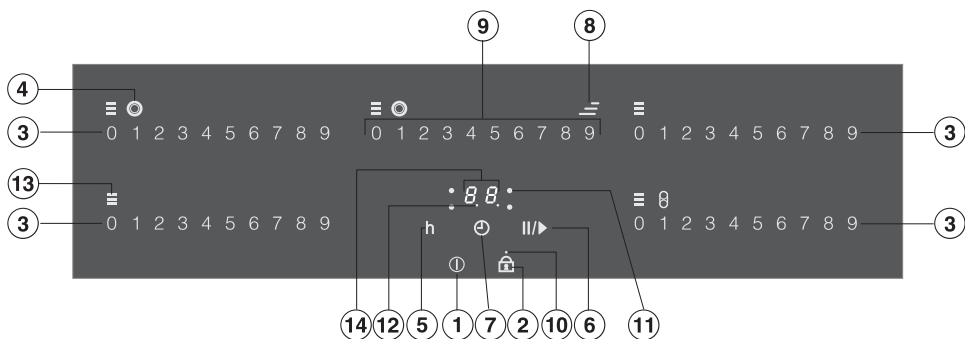 9 8
4
3 0 1 2 3 4 5 6 7 8 9 0 1 2 3 4 5 6 7 8 9 0 1 2 3 4 5 6 7 8 9 3
13 8.8.
3 0 1 2 3 4 5 6 7 8 9 h II/▶ 0 1 2 3 4 5 6 7 8 9 3
14 12 5 1 7 2 10 6 11